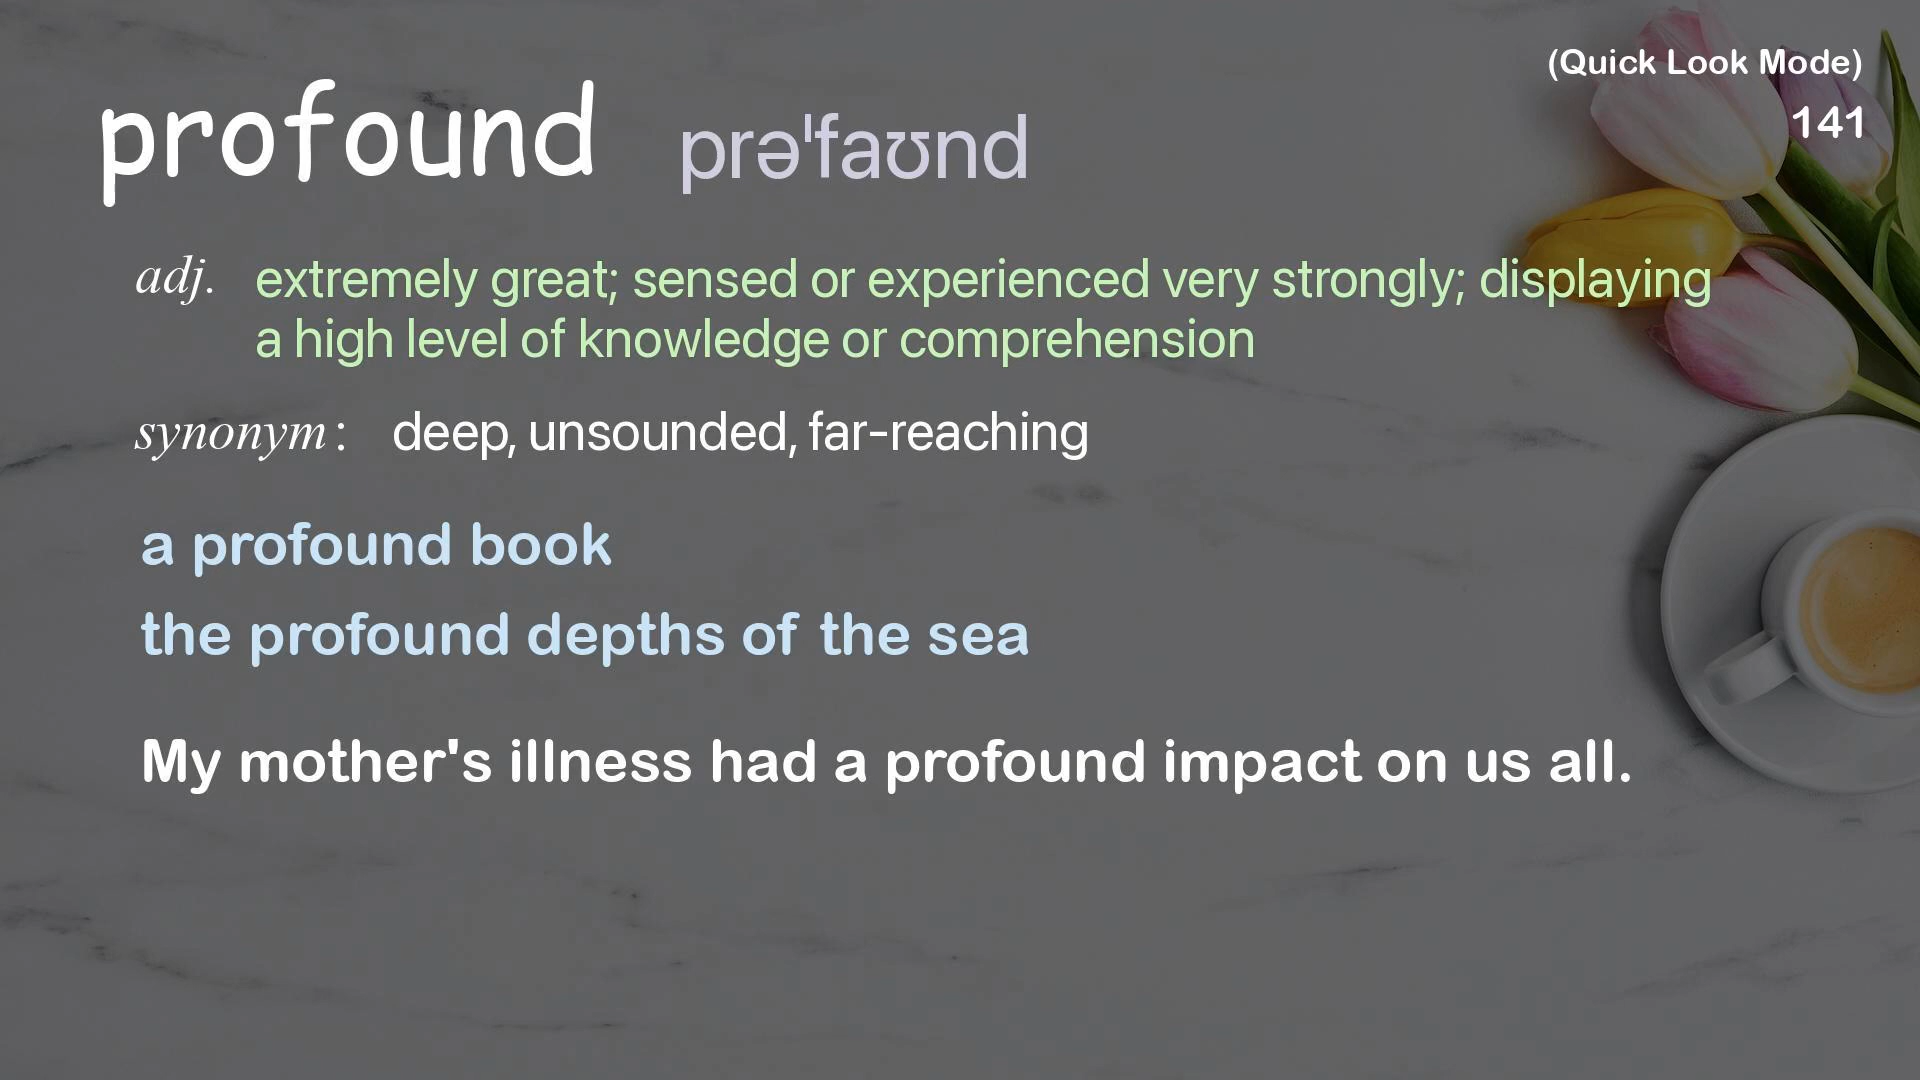 (Quick Look Mode)
141
profound prəˈfaʊnd
adj. extremely great; sensed or experienced very strongly; displaying
a high level of knowledge or comprehension
synonym: deep, unsounded, far-reaching
a profound book
the profound depths of the sea
My mother's illness had a profound impact on us all.